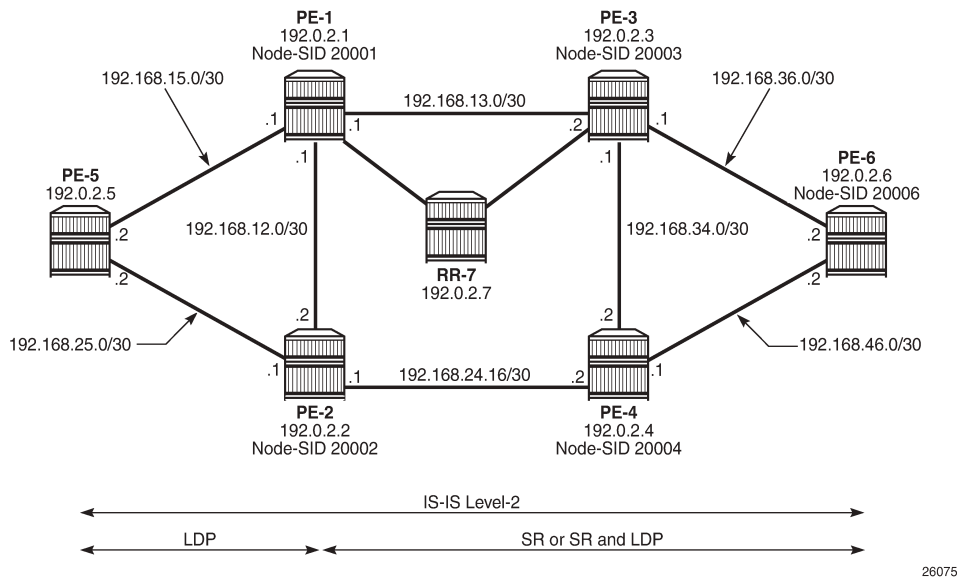 PE-1
192.0.2.1
Node-SID 20001
PE-3
192.0.2.3
Node-SID 20003
192.168.15.0/30
192.168.13.0/30
192.168.36.0/30
.1
.1
.2
.1
.1
.1
PE-5
192.0.2.5
PE-6
192.0.2.6
Node-SID 20006
.2
192.168.12.0/30
192.168.34.0/30
.2
.2
RR-7
192.0.2.7
.2
.2
.2
192.168.25.0/30
192.168.46.0/30
.1
.1
192.168.24.16/30
.2
.1
PE-2
192.0.2.2
Node-SID 20002
PE-4
192.0.2.4
Node-SID 20004
IS-IS Level-2
LDP
SR or SR and LDP
26075